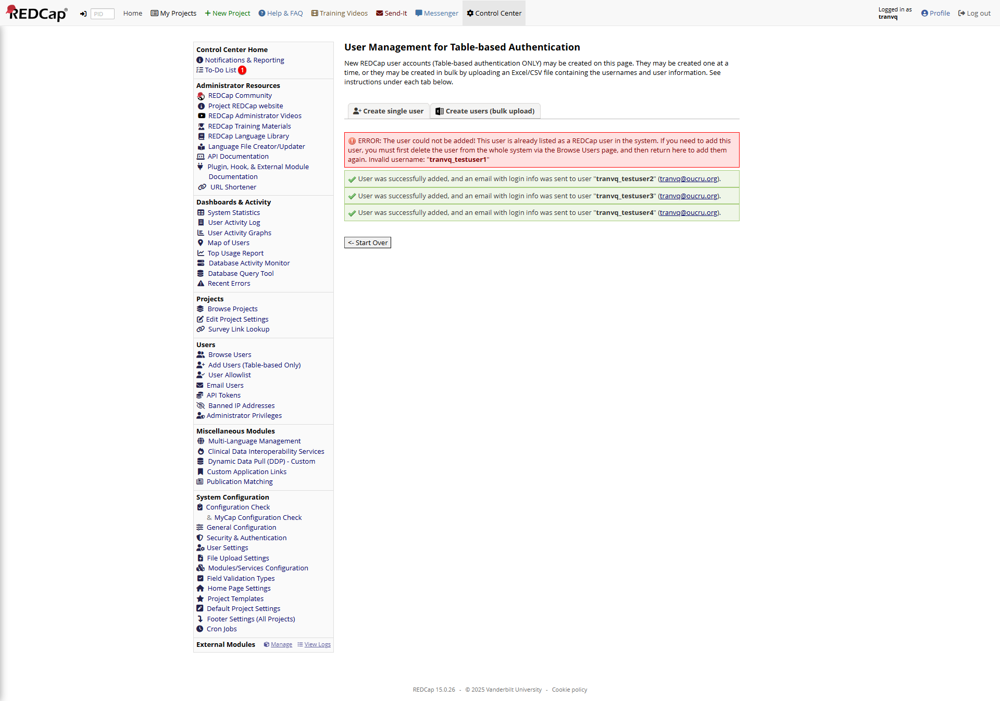 REDCap®
PID
Home
My Projects
New Project
Help & FAQ
Training Videos
Send-It
Messenger
Control Center
Logged in as
tranvq
Profile
Log out
Control Center Home
Notifications & Reporting
To-Do List 1
Administrator Resources
REDCap Community
Project REDCap website
REDCap Administrator Videos
REDCap Training Materials
REDCap Language Library
Language File Creator/Updater
API Documentation
Plugin, Hook, & External Module
Documentation
URL Shortener
Dashboards & Activity
System Statistics
User Activity Log
User Activity Graphs
Map of Users
Top Usage Report
Database Activity Monitor
Database Query Tool
Recent Errors
Projects
Browse Projects
Edit Project Settings
Survey Link Lookup
Users
Browse Users
Add Users (Table-based Only)
User Allowlist
Email Users
API Tokens
Banned IP Addresses
Administrator Privileges
Miscellaneous Modules
Multi-Language Management
Clinical Data Interoperability Services
Dynamic Data Pull (DDP) - Custom
Custom Application Links
Publication Matching
System Configuration
Configuration Check
& MyCap Configuration Check
General Configuration
Security & Authentication
User Settings
File Upload Settings
Modules/Services Configuration
Field Validation Types
Home Page Settings
Project Templates
Default Project Settings
Footer Settings (All Projects)
Cron Jobs
External Modules Manage View Logs
User Management for Table-based Authentication
New REDCap user accounts (Table-based authentication ONLY) may be created on this page. They may be created one at a
time, or they may be created in bulk by uploading an Excel/CSV file containing the usernames and user information. See
instructions under each tab below.
Create single user
Create users (bulk upload)
ERROR: The user could not be added! This user is already listed as a REDCap user in the system. If you need to add this
user, you must first delete the user from the whole system via the Browse Users page, and then return here to add them
again. Invalid username: "tranvq_testuser1"
User was successfully added, and an email with login info was sent to user "tranvq_testuser2" (tranvq@oucru.org).
User was successfully added, and an email with login info was sent to user "tranvq_testuser3" (tranvq@oucru.org).
User was successfully added, and an email with login info was sent to user "tranvq_testuser4" (tranvq@oucru.org).
<- Start Over
REDCap 15.0.26 - © 2025 Vanderbilt University - Cookie policy